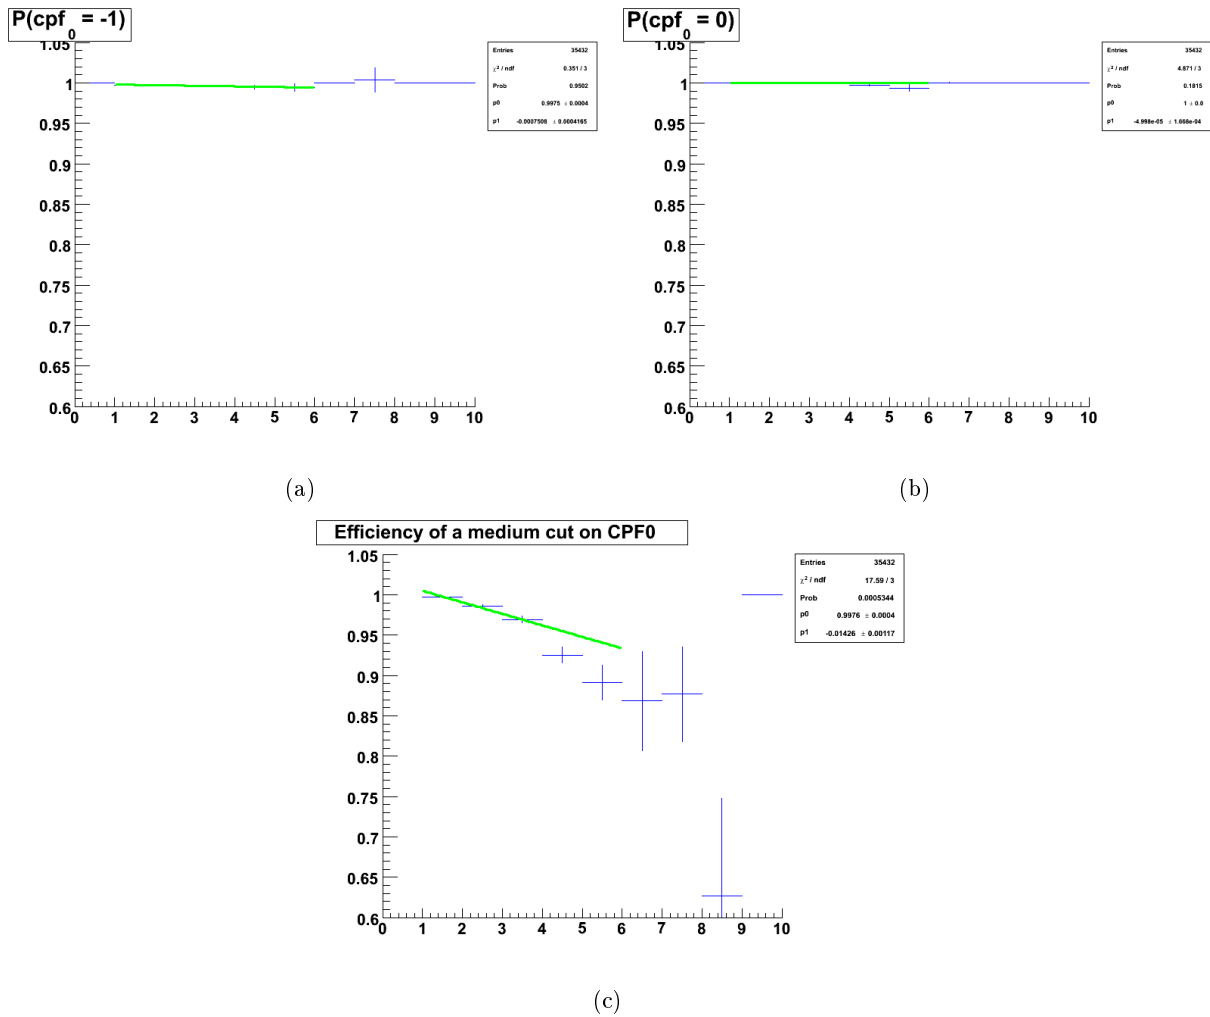 P(cpf₀ = -1)
Entries 35432
χ² / ndf 0.351 / 3
Prob 0.9502
p0 0.9975 ± 0.0004
p1 -0.0007508 ± 0.0004165
1.05
1
0.95
0.9
0.85
0.8
0.75
0.7
0.65
0.6
0 1 2 3 4 5 6 7 8 9 10
(a)
P(cpf₀ = 0)
Entries 35432
χ² / ndf 4.871 / 3
Prob 0.1815
p0 1 ± 0.0
p1 -4.998e-05 ± 1.668e-04
1.05
1
0.95
0.9
0.85
0.8
0.75
0.7
0.65
0.6
0 1 2 3 4 5 6 7 8 9 10
(b)
Efficiency of a medium cut on CPF0
Entries 35432
χ² / ndf 17.59 / 3
Prob 0.0005344
p0 0.9976 ± 0.0004
p1 -0.01426 ± 0.00117
1.05
1
0.95
0.9
0.85
0.8
0.75
0.7
0.65
0.6
0 1 2 3 4 5 6 7 8 9 10
(c)